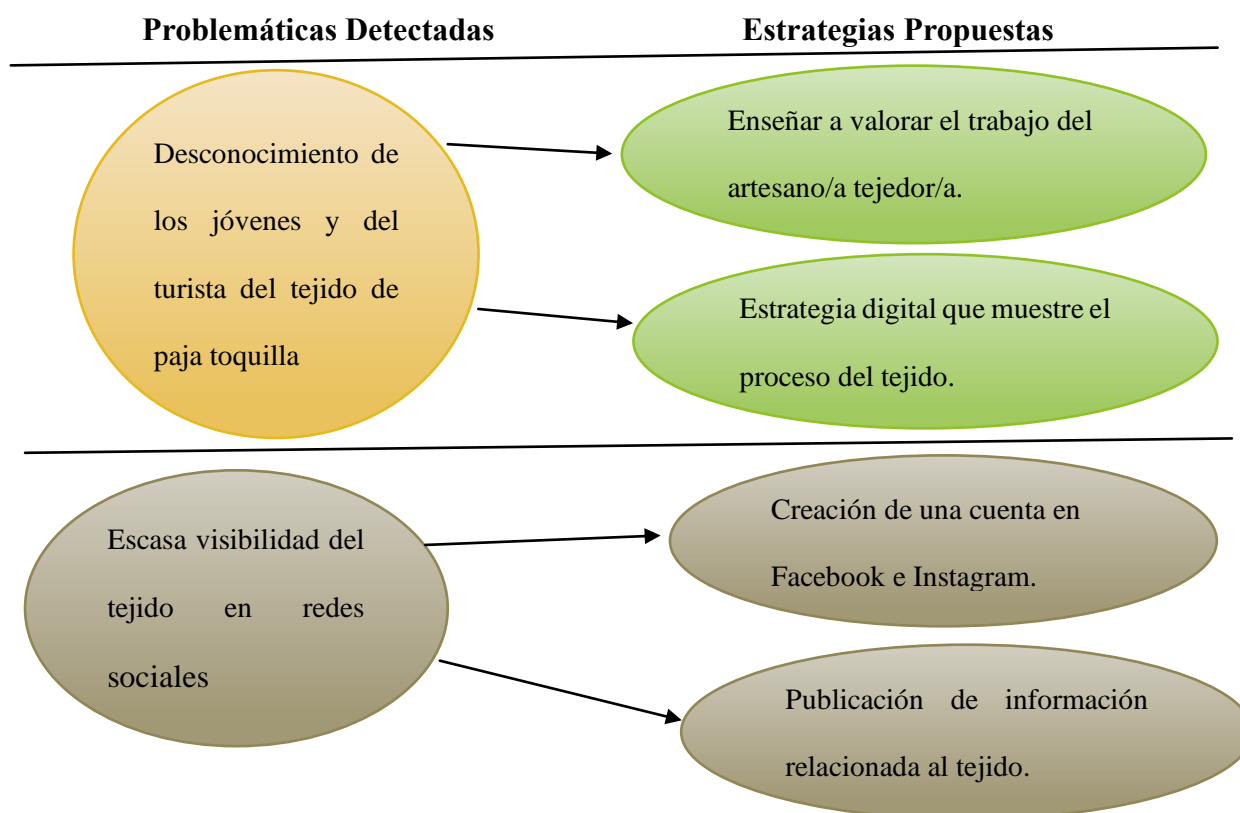 Problemáticas Detectadas
Estrategias Propuestas
Desconocimiento de
los jóvenes y del
turista del tejido de
paja toquilla
Enseñar a valorar el trabajo del
artesano/a tejedor/a.
Estrategia digital que muestre el
proceso del tejido.
Escasa visibilidad del
tejido en redes
sociales
Creación de una cuenta en
Facebook e Instagram.
Publicación de información
relacionada al tejido.